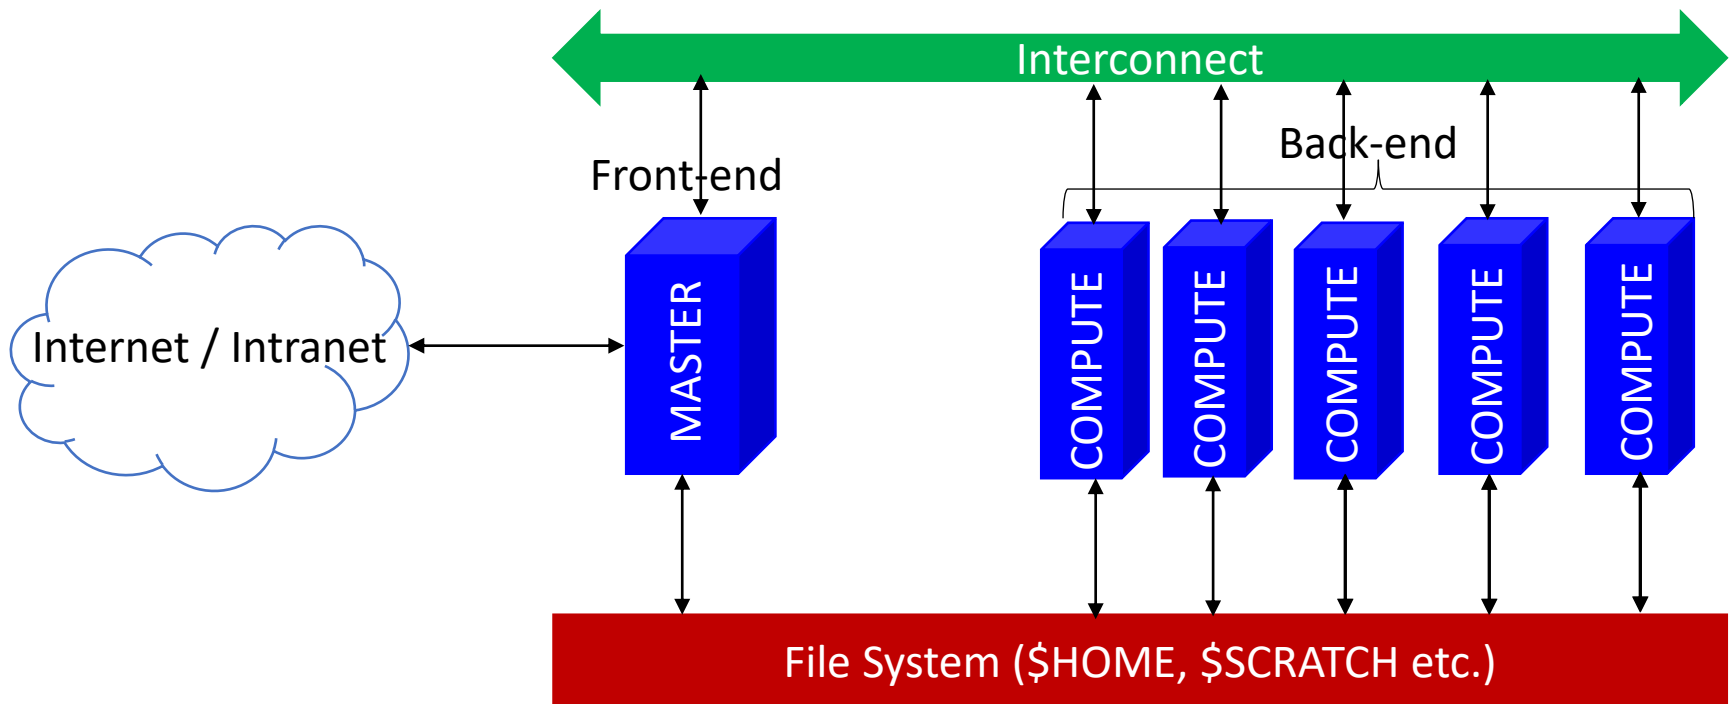 Interconnect
Back-end
Front-end
Internet / Intranet
MASTER
COMPUTE
COMPUTE
COMPUTE
COMPUTE
COMPUTE
File System ($HOME, $SCRATCH etc.)